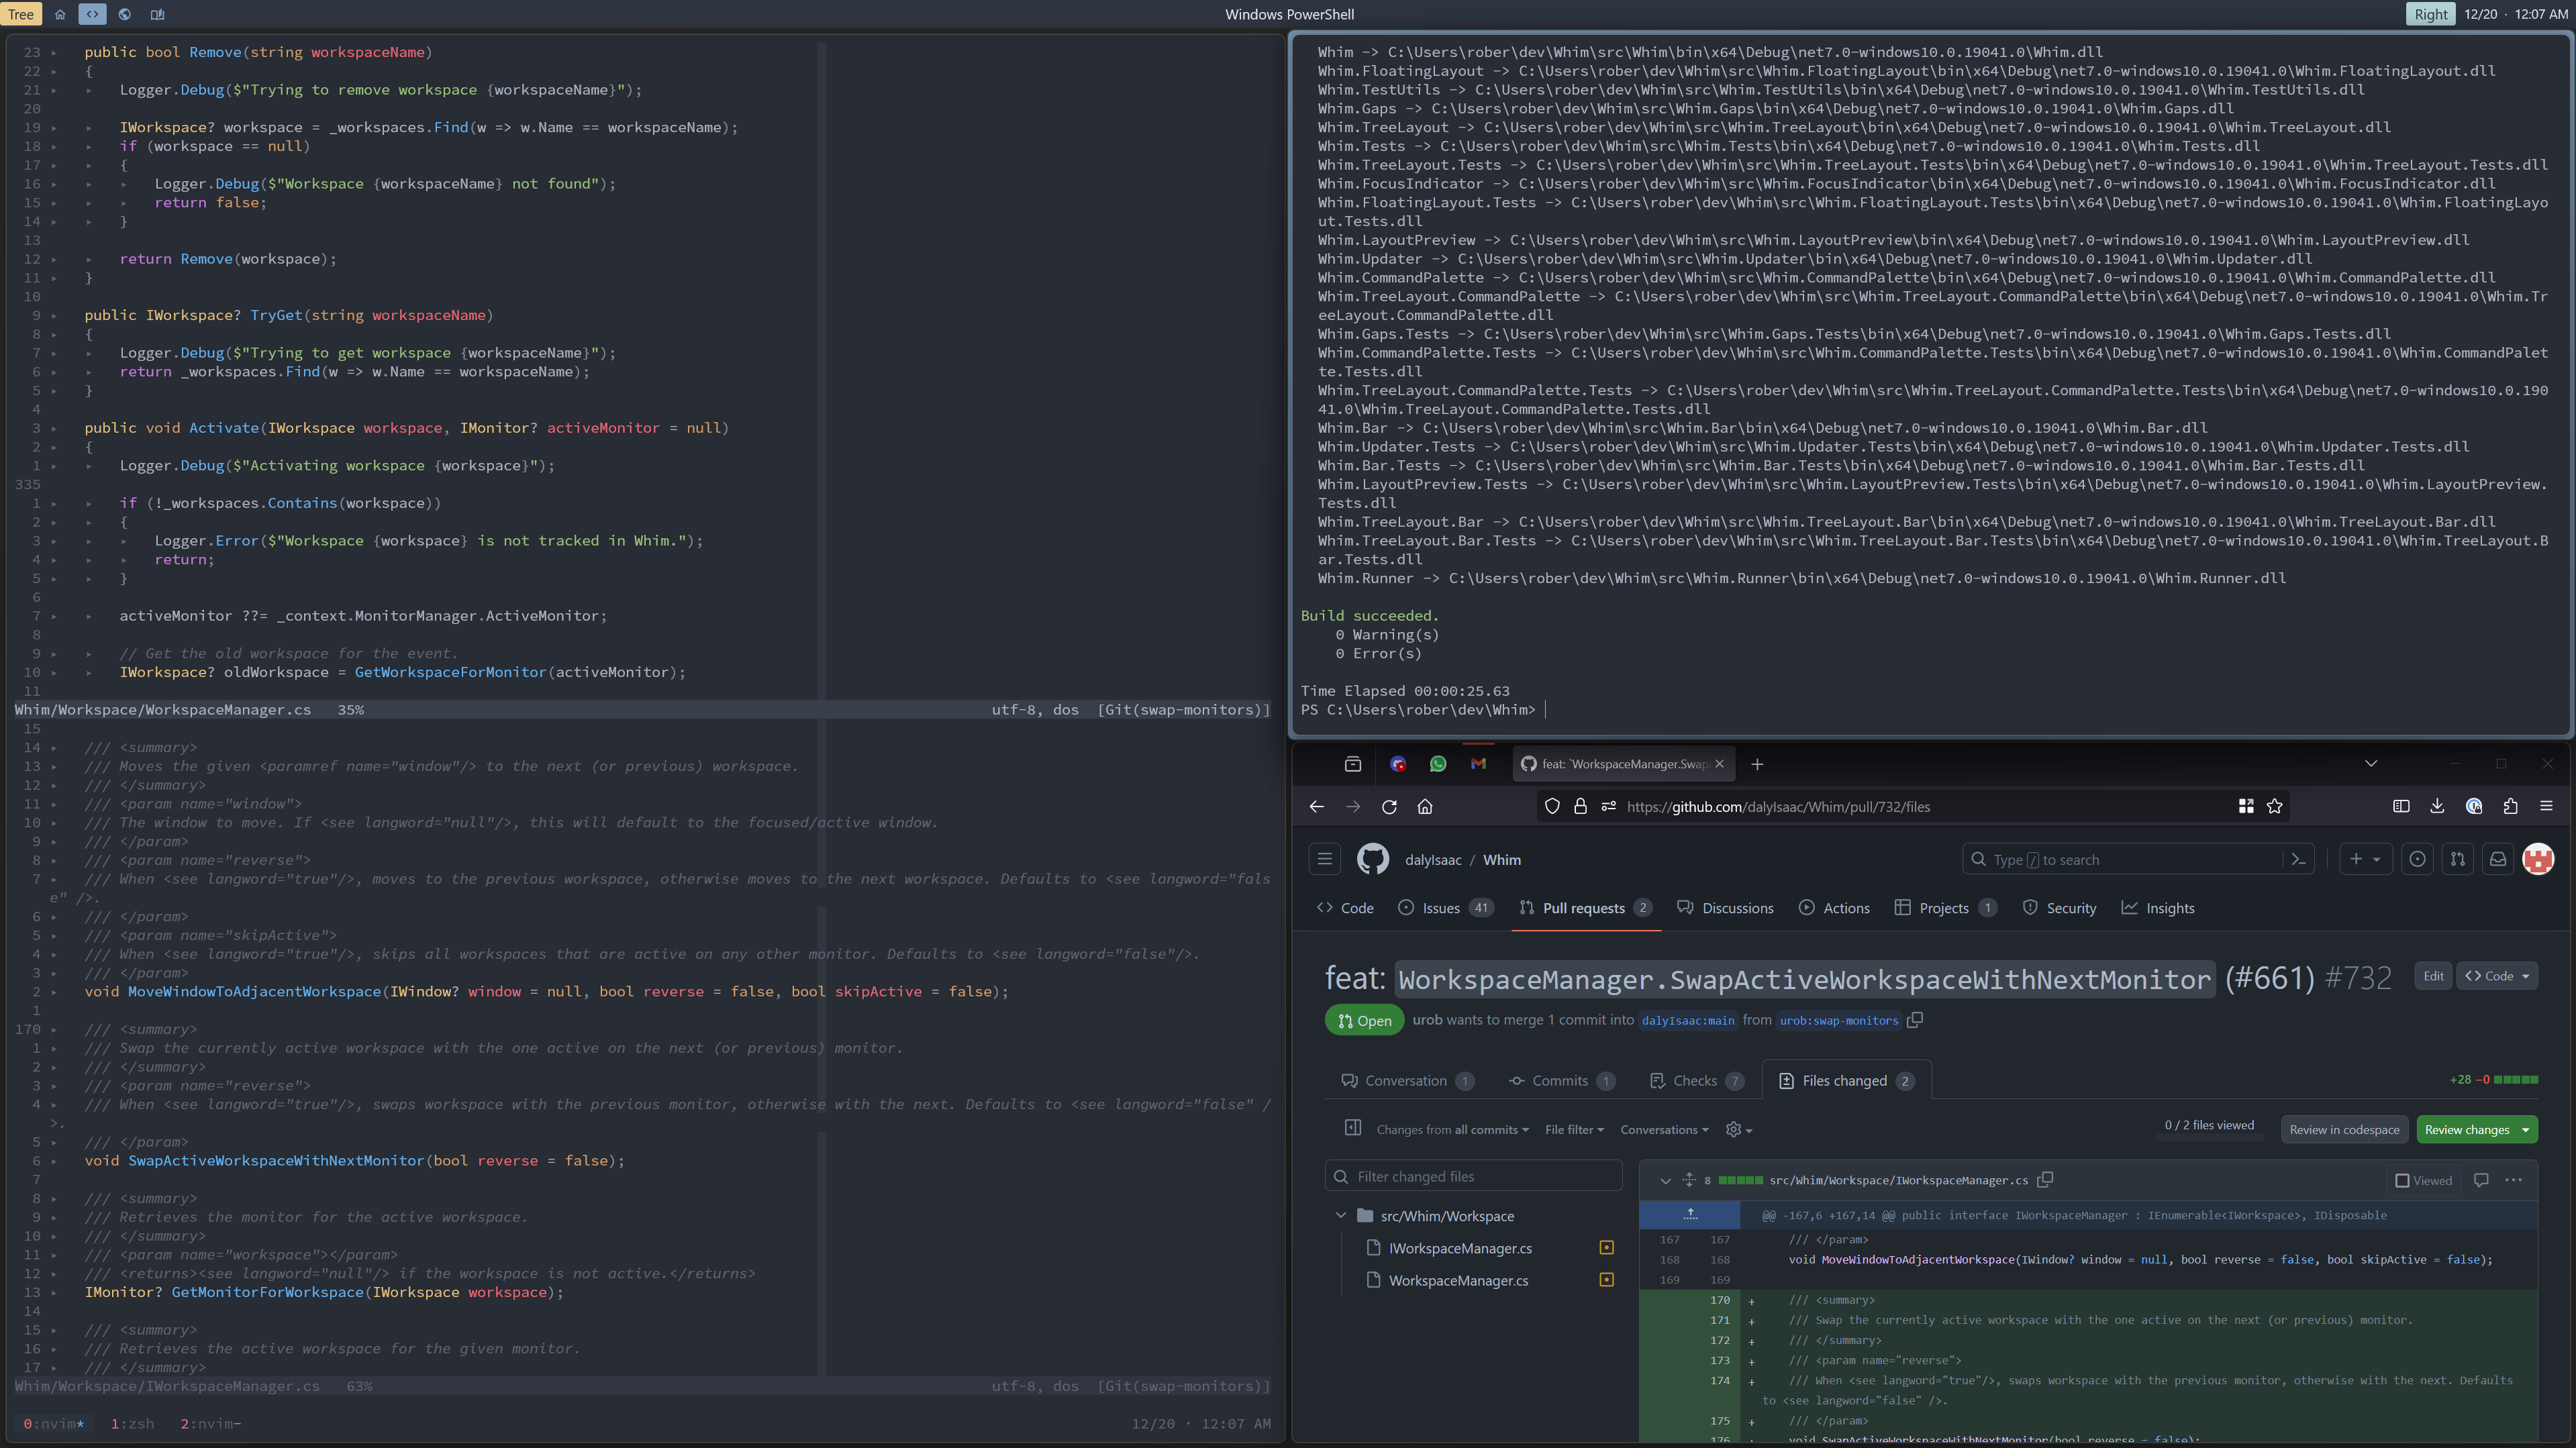 Tree
Windows PowerShell
Right 12/20 · 12:07 AM
23 public bool Remove(string workspaceName)
22 {
21 Logger.Debug($"Trying to remove workspace {workspaceName}");
20
19 IWorkspace? workspace = _workspaces.Find(w => w.Name == workspaceName);
18 if (workspace == null)
17 {
16 Logger.Debug($"Workspace {workspaceName} not found");
15 return false;
14 }
13
12 return Remove(workspace);
11 }
10
9 public IWorkspace? TryGet(string workspaceName)
8 {
7 Logger.Debug($"Trying to get workspace {workspaceName}");
6 return _workspaces.Find(w => w.Name == workspaceName);
5 }
4
3 public void Activate(IWorkspace workspace, IMonitor? activeMonitor = null)
2 {
1 Logger.Debug($"Activating workspace {workspace}");
335
1 if (!_workspaces.Contains(workspace))
2 {
3 Logger.Error($"Workspace {workspace} is not tracked in Whim.");
4 return;
5 }
6
7 activeMonitor ??= _context.MonitorManager.ActiveMonitor;
8
9 // Get the old workspace for the event.
10 IWorkspace? oldWorkspace = GetWorkspaceForMonitor(activeMonitor);
11
Whim/Workspace/WorkspaceManager.cs 35% utf-8, dos [Git(swap-monitors)]
15
14 /// <summary>
13 /// Moves the given <paramref name="window"/> to the next (or previous) workspace.
12 /// </summary>
11 /// <param name="window">
10 /// The window to move. If <see langword="null"/>, this will default to the focused/active window.
9 /// </param>
8 /// <param name="reverse">
7 /// When <see langword="true"/>, moves to the previous workspace, otherwise moves to the next workspace. Defaults to <see langword="fals
e" />.
6 /// </param>
5 /// <param name="skipActive">
4 /// When <see langword="true"/>, skips all workspaces that are active on any other monitor. Defaults to <see langword="false"/>.
3 /// </param>
2 void MoveWindowToAdjacentWorkspace(IWindow? window = null, bool reverse = false, bool skipActive = false);
1
170 /// <summary>
1 /// Swap the currently active workspace with the one active on the next (or previous) monitor.
2 /// </summary>
3 /// <param name="reverse">
4 /// When <see langword="true"/>, swaps workspace with the previous monitor, otherwise with the next. Defaults to <see langword="false" /
>.
5 /// </param>
6 void SwapActiveWorkspaceWithNextMonitor(bool reverse = false);
7
8 /// <summary>
9 /// Retrieves the monitor for the active workspace.
10 /// </summary>
11 /// <param name="workspace"></param>
12 /// <returns><see langword="null"/> if the workspace is not active.</returns>
13 IMonitor? GetMonitorForWorkspace(IWorkspace workspace);
14
15 /// <summary>
16 /// Retrieves the active workspace for the given monitor.
17 /// </summary>
Whim/Workspace/IWorkspaceManager.cs 63% utf-8, dos [Git(swap-monitors)]
0:nvim* 1:zsh 2:nvim- 12/20 · 12:07 AM
Whim -> C:\Users\rober\dev\Whim\src\Whim\bin\x64\Debug\net7.0-windows10.0.19041.0\Whim.dll
Whim.FloatingLayout -> C:\Users\rober\dev\Whim\src\Whim.FloatingLayout\bin\x64\Debug\net7.0-windows10.0.19041.0\Whim.FloatingLayout.dll
Whim.TestUtils -> C:\Users\rober\dev\Whim\src\Whim.TestUtils\bin\x64\Debug\net7.0-windows10.0.19041.0\Whim.TestUtils.dll
Whim.Gaps -> C:\Users\rober\dev\Whim\src\Whim.Gaps\bin\x64\Debug\net7.0-windows10.0.19041.0\Whim.Gaps.dll
Whim.TreeLayout -> C:\Users\rober\dev\Whim\src\Whim.TreeLayout\bin\x64\Debug\net7.0-windows10.0.19041.0\Whim.TreeLayout.dll
Whim.Tests -> C:\Users\rober\dev\Whim\src\Whim.Tests\bin\x64\Debug\net7.0-windows10.0.19041.0\Whim.Tests.dll
Whim.TreeLayout.Tests -> C:\Users\rober\dev\Whim\src\Whim.TreeLayout.Tests\bin\x64\Debug\net7.0-windows10.0.19041.0\Whim.TreeLayout.Tests.dll
Whim.FocusIndicator -> C:\Users\rober\dev\Whim\src\Whim.FocusIndicator\bin\x64\Debug\net7.0-windows10.0.19041.0\Whim.FocusIndicator.dll
Whim.FloatingLayout.Tests -> C:\Users\rober\dev\Whim\src\Whim.FloatingLayout.Tests\bin\x64\Debug\net7.0-windows10.0.19041.0\Whim.FloatingLayo
ut.Tests.dll
Whim.LayoutPreview -> C:\Users\rober\dev\Whim\src\Whim.LayoutPreview\bin\x64\Debug\net7.0-windows10.0.19041.0\Whim.LayoutPreview.dll
Whim.Updater -> C:\Users\rober\dev\Whim\src\Whim.Updater\bin\x64\Debug\net7.0-windows10.0.19041.0\Whim.Updater.dll
Whim.CommandPalette -> C:\Users\rober\dev\Whim\src\Whim.CommandPalette\bin\x64\Debug\net7.0-windows10.0.19041.0\Whim.CommandPalette.dll
Whim.TreeLayout.CommandPalette -> C:\Users\rober\dev\Whim\src\Whim.TreeLayout.CommandPalette\bin\x64\Debug\net7.0-windows10.0.19041.0\Whim.Tr
eeLayout.CommandPalette.dll
Whim.Gaps.Tests -> C:\Users\rober\dev\Whim\src\Whim.Gaps.Tests\bin\x64\Debug\net7.0-windows10.0.19041.0\Whim.Gaps.Tests.dll
Whim.CommandPalette.Tests -> C:\Users\rober\dev\Whim\src\Whim.CommandPalette.Tests\bin\x64\Debug\net7.0-windows10.0.19041.0\Whim.CommandPalet
te.Tests.dll
Whim.TreeLayout.CommandPalette.Tests -> C:\Users\rober\dev\Whim\src\Whim.TreeLayout.CommandPalette.Tests\bin\x64\Debug\net7.0-windows10.0.190
41.0\Whim.TreeLayout.CommandPalette.Tests.dll
Whim.Bar -> C:\Users\rober\dev\Whim\src\Whim.Bar\bin\x64\Debug\net7.0-windows10.0.19041.0\Whim.Bar.dll
Whim.Updater.Tests -> C:\Users\rober\dev\Whim\src\Whim.Updater.Tests\bin\x64\Debug\net7.0-windows10.0.19041.0\Whim.Updater.Tests.dll
Whim.Bar.Tests -> C:\Users\rober\dev\Whim\src\Whim.Bar.Tests\bin\x64\Debug\net7.0-windows10.0.19041.0\Whim.Bar.Tests.dll
Whim.LayoutPreview.Tests -> C:\Users\rober\dev\Whim\src\Whim.LayoutPreview.Tests\bin\x64\Debug\net7.0-windows10.0.19041.0\Whim.LayoutPreview.
Tests.dll
Whim.TreeLayout.Bar -> C:\Users\rober\dev\Whim\src\Whim.TreeLayout.Bar\bin\x64\Debug\net7.0-windows10.0.19041.0\Whim.TreeLayout.Bar.dll
Whim.TreeLayout.Bar.Tests -> C:\Users\rober\dev\Whim\src\Whim.TreeLayout.Bar.Tests\bin\x64\Debug\net7.0-windows10.0.19041.0\Whim.TreeLayout.B
ar.Tests.dll
Whim.Runner -> C:\Users\rober\dev\Whim\src\Whim.Runner\bin\x64\Debug\net7.0-windows10.0.19041.0\Whim.Runner.dll
Build succeeded.
0 Warning(s)
0 Error(s)
Time Elapsed 00:00:25.63
PS C:\Users\rober\dev\Whim>
feat: `WorkspaceManager.Swap
https://github.com/dalyIsaac/Whim/pull/732/files
dalyIsaac / Whim
Type / to search
Code Issues 41 Pull requests 2 Discussions Actions Projects 1 Security Insights
feat: WorkspaceManager.SwapActiveWorkspaceWithNextMonitor (#661) #732
Edit Code
Open urob wants to merge 1 commit into dalyIsaac:main from urob:swap-monitors
Conversation 1 Commits 1 Checks 7 Files changed 2 +28 −0
Changes from all commits File filter Conversations 0 / 2 files viewed Review in codespace Review changes
Filter changed files
src/Whim/Workspace
IWorkspaceManager.cs
WorkspaceManager.cs
8 src/Whim/Workspace/IWorkspaceManager.cs Viewed
@@ -167,6 +167,14 @@ public interface IWorkspaceManager : IEnumerable<IWorkspace>, IDisposable
167 167 /// </param>
168 168 void MoveWindowToAdjacentWorkspace(IWindow? window = null, bool reverse = false, bool skipActive = false);
169 169
170 + /// <summary>
171 + /// Swap the currently active workspace with the one active on the next (or previous) monitor.
172 + /// </summary>
173 + /// <param name="reverse">
174 + /// When <see langword="true"/>, swaps workspace with the previous monitor, otherwise with the next. Defaults
to <see langword="false" />.
175 + /// </param>
176 + void SwapActiveWorkspaceWithNextMonitor(bool reverse = false);